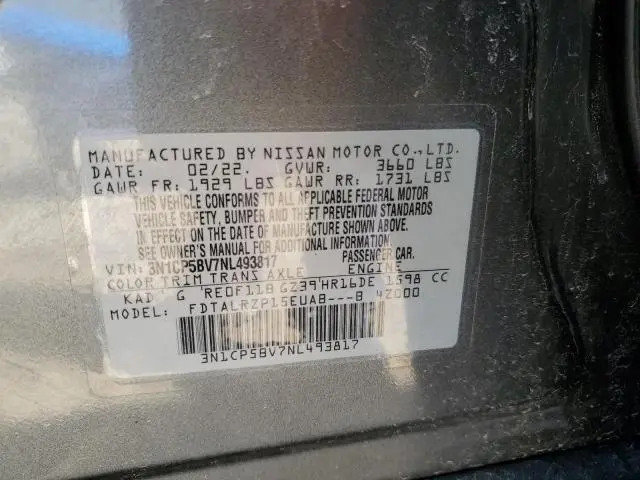 MANUFACTURED BY NISSAN MOTOR CO.,LTD.
DATE: 02/22. GVWR: 3660 LBS
GAWR FR: 1929 LBS GAWR RR: 1731 LBS
THIS VEHICLE CONFORMS TO ALL APPLICABLE FEDERAL MOTOR
VEHICLE SAFETY, BUMPER AND THEFT PREVENTION STANDARDS
IN EFFECT ON THE DATE OF MANUFACTURE SHOWN ABOVE.
SEE OWNER'S MANUAL FOR ADDITIONAL INFORMATION.
VIN: 3N1CP5BV7NL493817 PASSENGER CAR.
COLOR TRIM TRANS AXLE ENGINE
KAD G RE0F11B GZ39 HR16DE 1598 CC
MODEL: FDTALRZP15EUAB---B 4Z000
3N1CP5BV7NL493817